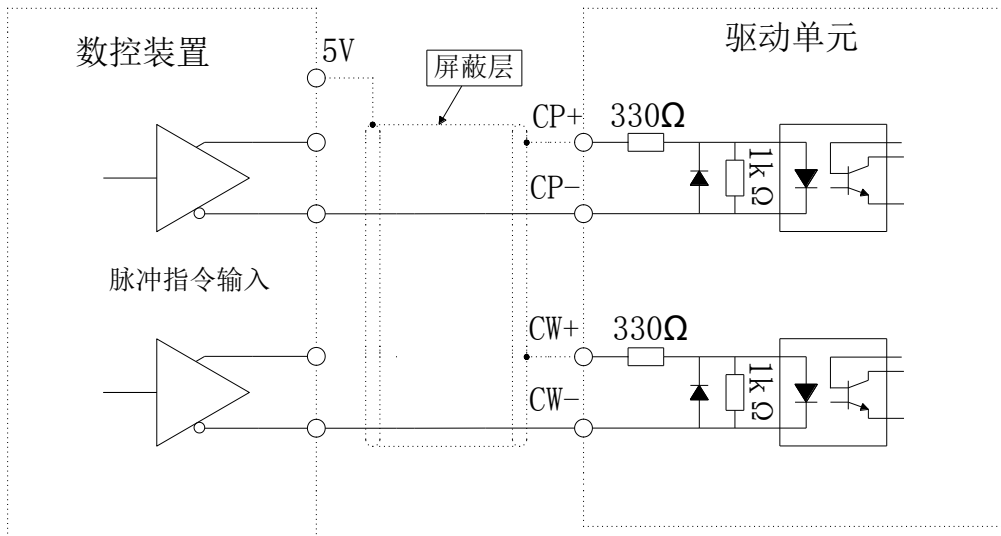 数控装置
5V
屏蔽层
驱动单元
CP+
330Ω
CP-
1kΩ
脉冲指令输入
CW+
330Ω
CW-
1kΩ